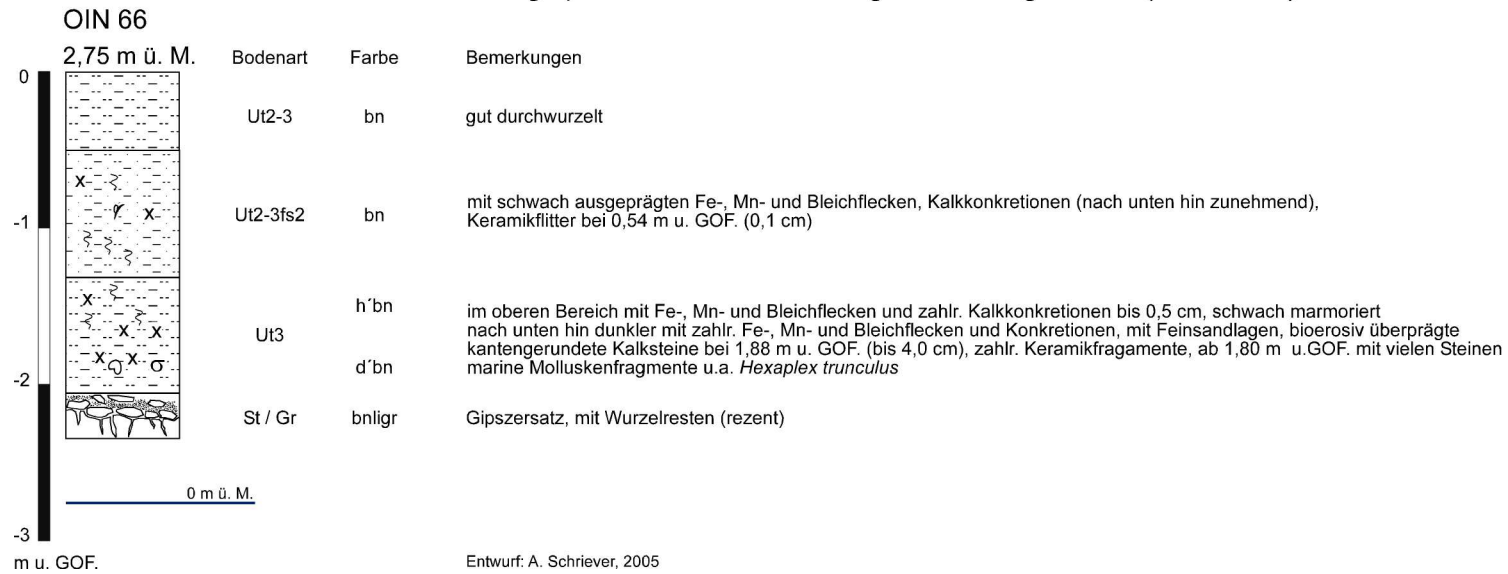 OIN 66
2,75 m ü. M. Bodenart Farbe Bemerkungen
0
Ut2-3 bn gut durchwurzelt
-1
Ut2-3fs2 bn mit schwach ausgeprägten Fe-, Mn- und Bleichflecken, Kalkkonkretionen (nach unten hin zunehmend),
Keramikflitter bei 0,54 m u. GOF. (0,1 cm)
h´bn im oberen Bereich mit Fe-, Mn- und Bleichflecken und zahlr. Kalkkonkretionen bis 0,5 cm, schwach marmoriert
Ut3 nach unten hin dunkler mit zahlr. Fe-, Mn- und Bleichflecken und Konkretionen, mit Feinsandlagen, bioerosiv überprägte
kantengerundete Kalksteine bei 1,88 m u. GOF. (bis 4,0 cm), zahlr. Keramikfragamente, ab 1,80 m u.GOF. mit vielen Steinen
d´bn marine Molluskenfragmente u.a. Hexaplex trunculus
-2
St / Gr bnligr Gipszersatz, mit Wurzelresten (rezent)
0 m ü. M.
-3
m u. GOF. Entwurf: A. Schriever, 2005